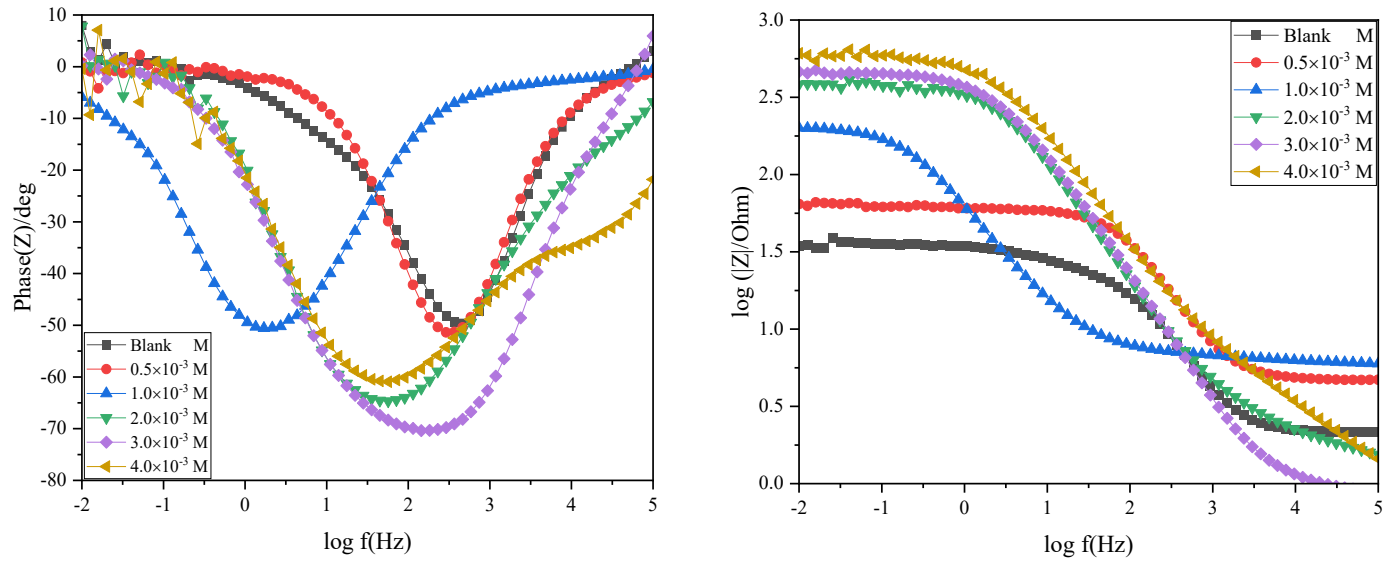 10
0
-10
-20
-30
-40
-50
-60
-70
-80
Phase(Z)/deg
Blank M
0.5×10⁻³ M
1.0×10⁻³ M
2.0×10⁻³ M
3.0×10⁻³ M
4.0×10⁻³ M
-2 -1 0 1 2 3 4 5
log f(Hz)
3.0
2.5
2.0
1.5
1.0
0.5
0.0
log (|Z|/Ohm)
Blank M
0.5×10⁻³ M
1.0×10⁻³ M
2.0×10⁻³ M
3.0×10⁻³ M
4.0×10⁻³ M
-2 -1 0 1 2 3 4 5
log f(Hz)